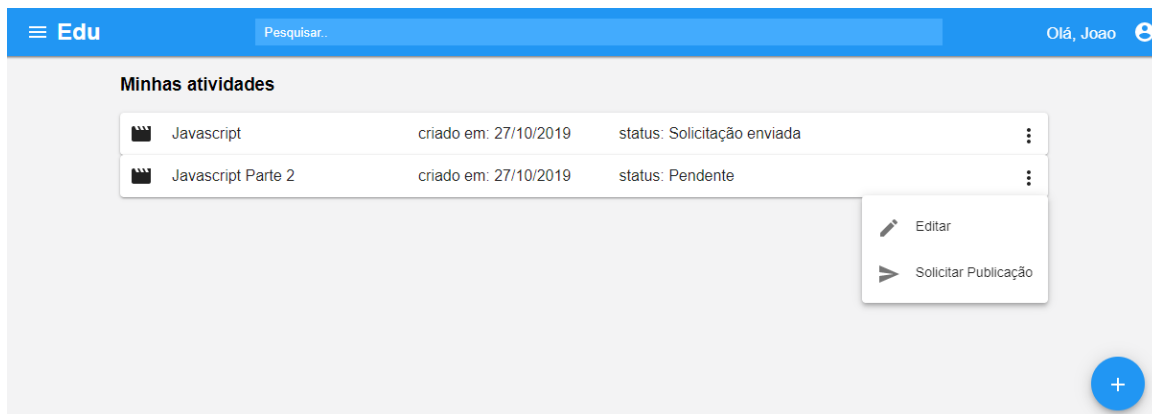 Edu Pesquisar.. Olá, Joao
Minhas atividades
Javascript criado em: 27/10/2019 status: Solicitação enviada
Javascript Parte 2 criado em: 27/10/2019 status: Pendente
Editar
Solicitar Publicação